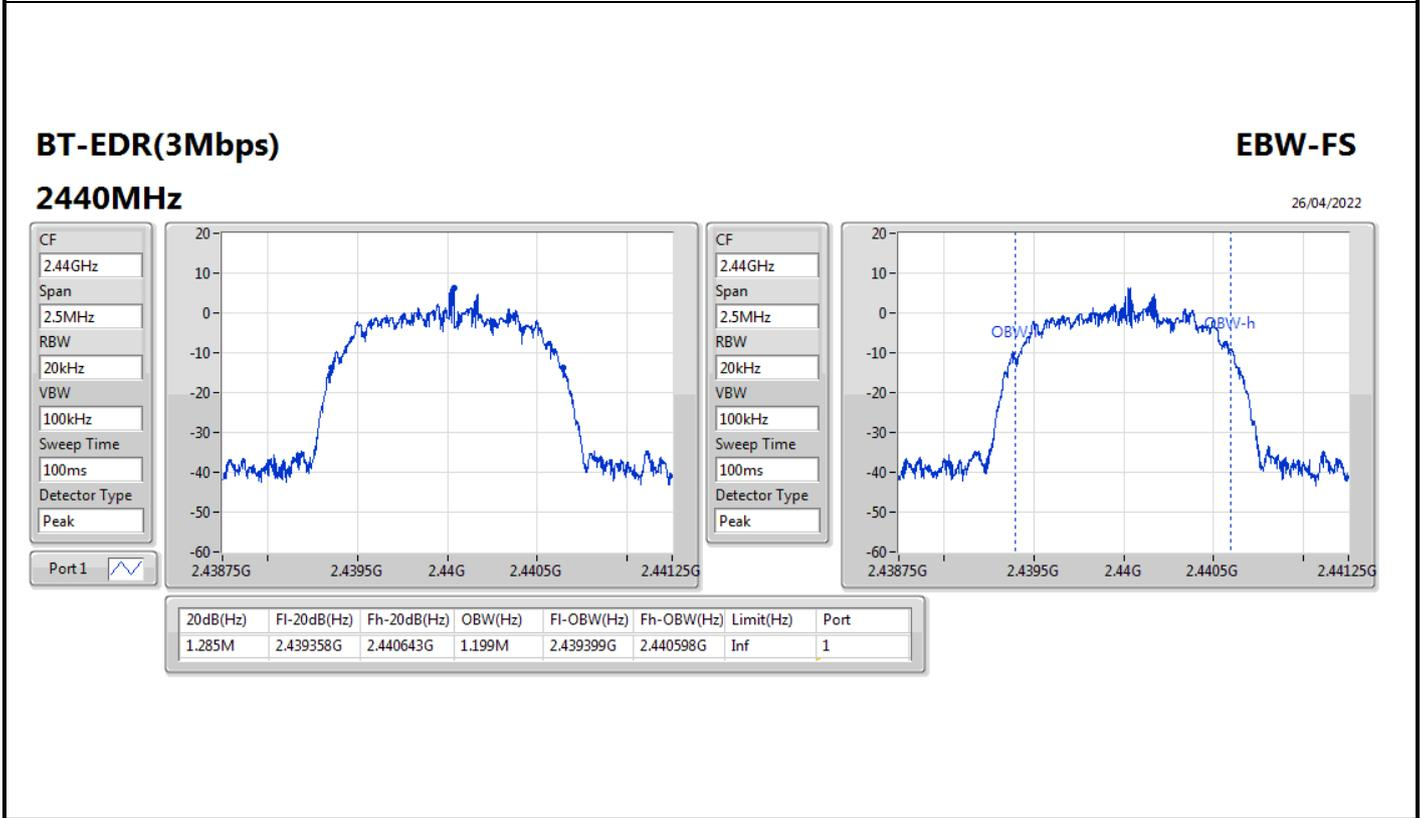 BT-EDR(3Mbps)
EBW-FS
2440MHz
26/04/2022
CF
2.44GHz
Span
2.5MHz
RBW
20kHz
VBW
100kHz
Sweep Time
100ms
Detector Type
Peak
Port 1
20
10
0
-10
-20
-30
-40
-50
-60
2.43875G 2.4395G 2.44G 2.4405G 2.44125G
CF
2.44GHz
Span
2.5MHz
RBW
20kHz
VBW
100kHz
Sweep Time
100ms
Detector Type
Peak
20
10
0
-10
-20
-30
-40
-50
-60
OBW-h
2.43875G 2.4395G 2.44G 2.4405G 2.44125G
20dB(Hz) Fl-20dB(Hz) Fh-20dB(Hz) OBW(Hz) Fl-OBW(Hz) Fh-OBW(Hz) Limit(Hz) Port
1.285M 2.439358G 2.440643G 1.199M 2.439399G 2.440598G Inf 1